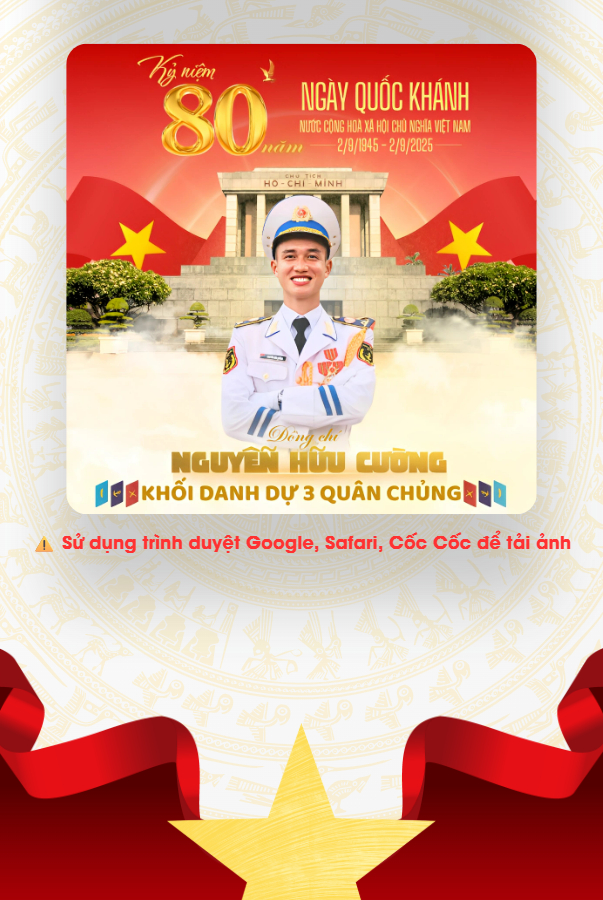 Kỷ niệm
80 năm
NGÀY QUỐC KHÁNH
NƯỚC CỘNG HOÀ XÃ HỘI CHỦ NGHĨA VIỆT NAM
2/9/1945 - 2/9/2025
CHỦ TỊCH
HỒ-CHÍ-MINH
Đồng chí
NGUYỄN HỮU CƯỜNG
KHỐI DANH DỰ 3 QUÂN CHỦNG
Sử dụng trình duyệt Google, Safari, Cốc Cốc để tải ảnh